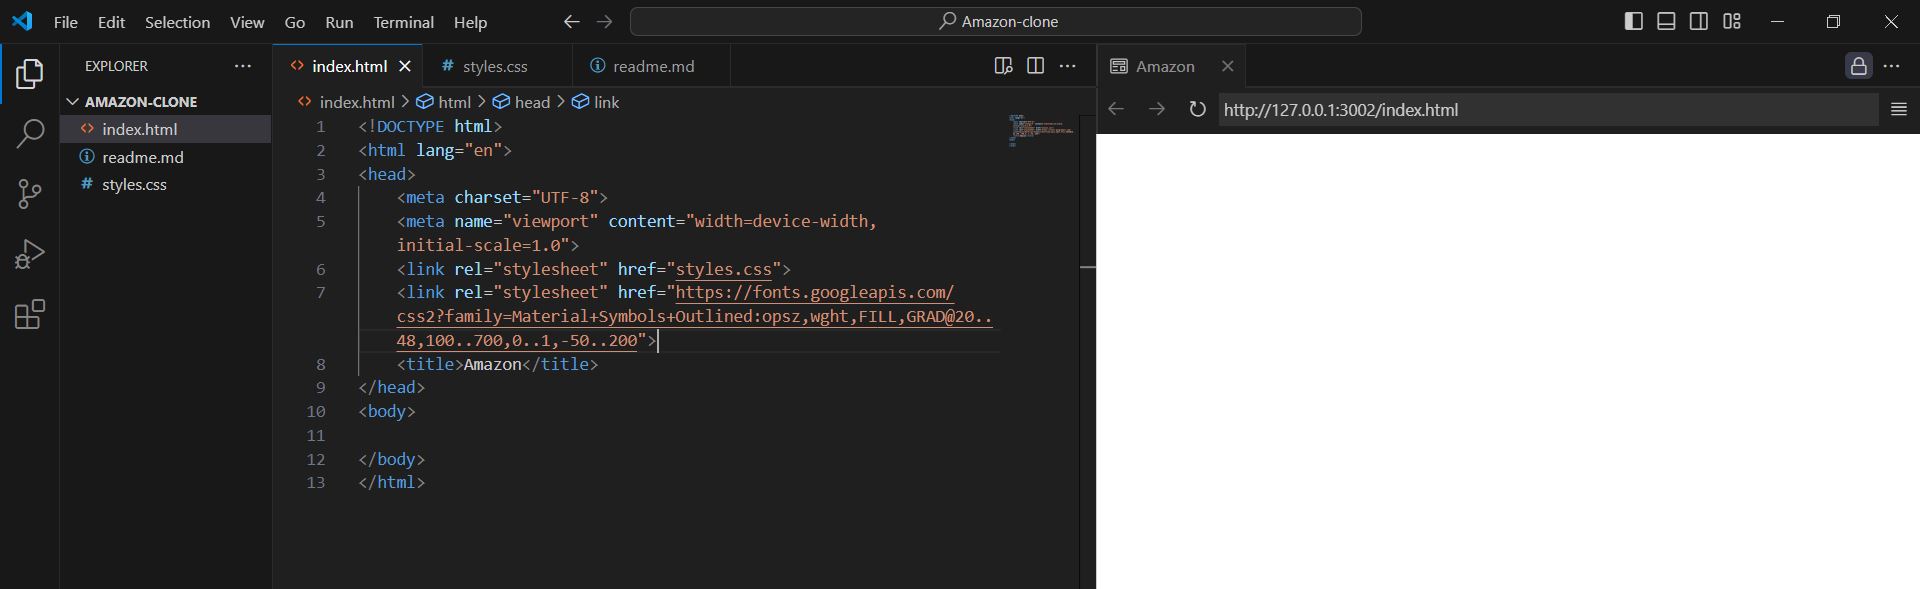 File Edit Selection View Go Run Terminal Help
Amazon-clone
EXPLORER
AMAZON-CLONE
index.html
readme.md
styles.css
index.html styles.css readme.md
index.html > html > head > link
1 <!DOCTYPE html>
2 <html lang="en">
3 <head>
4 <meta charset="UTF-8">
5 <meta name="viewport" content="width=device-width,
initial-scale=1.0">
6 <link rel="stylesheet" href="styles.css">
7 <link rel="stylesheet" href="https://fonts.googleapis.com/
css2?family=Material+Symbols+Outlined:opsz,wght,FILL,GRAD@20..
48,100..700,0..1,-50..200">
8 <title>Amazon</title>
9 </head>
10 <body>
11
12 </body>
13 </html>
Amazon
http://127.0.0.1:3002/index.html